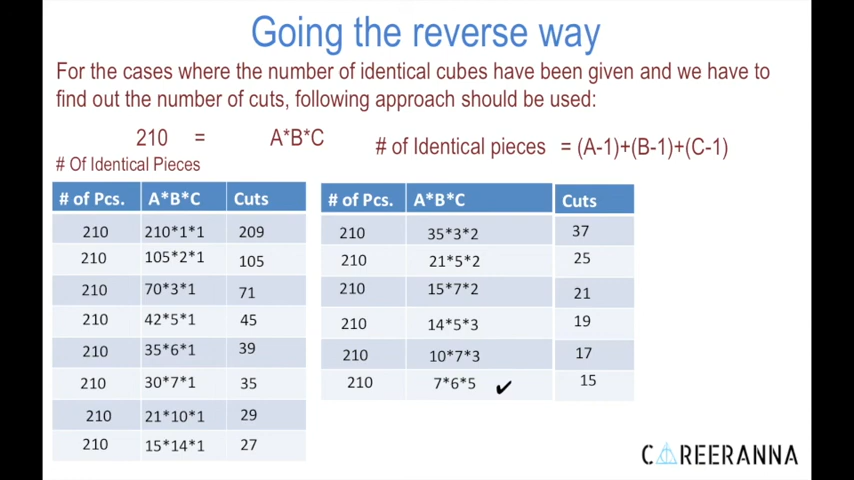 Going the reverse way
For the cases where the number of identical cubes have been given and we have to
find out the number of cuts, following approach should be used:
210 = A*B*C
# of Identical pieces = (A-1)+(B-1)+(C-1)
# Of Identical Pieces
# of Pcs. A*B*C Cuts
210 210*1*1 209
210 105*2*1 105
210 70*3*1 71
210 42*5*1 45
210 35*6*1 39
210 30*7*1 35
210 21*10*1 29
210 15*14*1 27
# of Pcs. A*B*C Cuts
210 35*3*2 37
210 21*5*2 25
210 15*7*2 21
210 14*5*3 19
210 10*7*3 17
210 7*6*5 ✔ 15
CAREERANNA